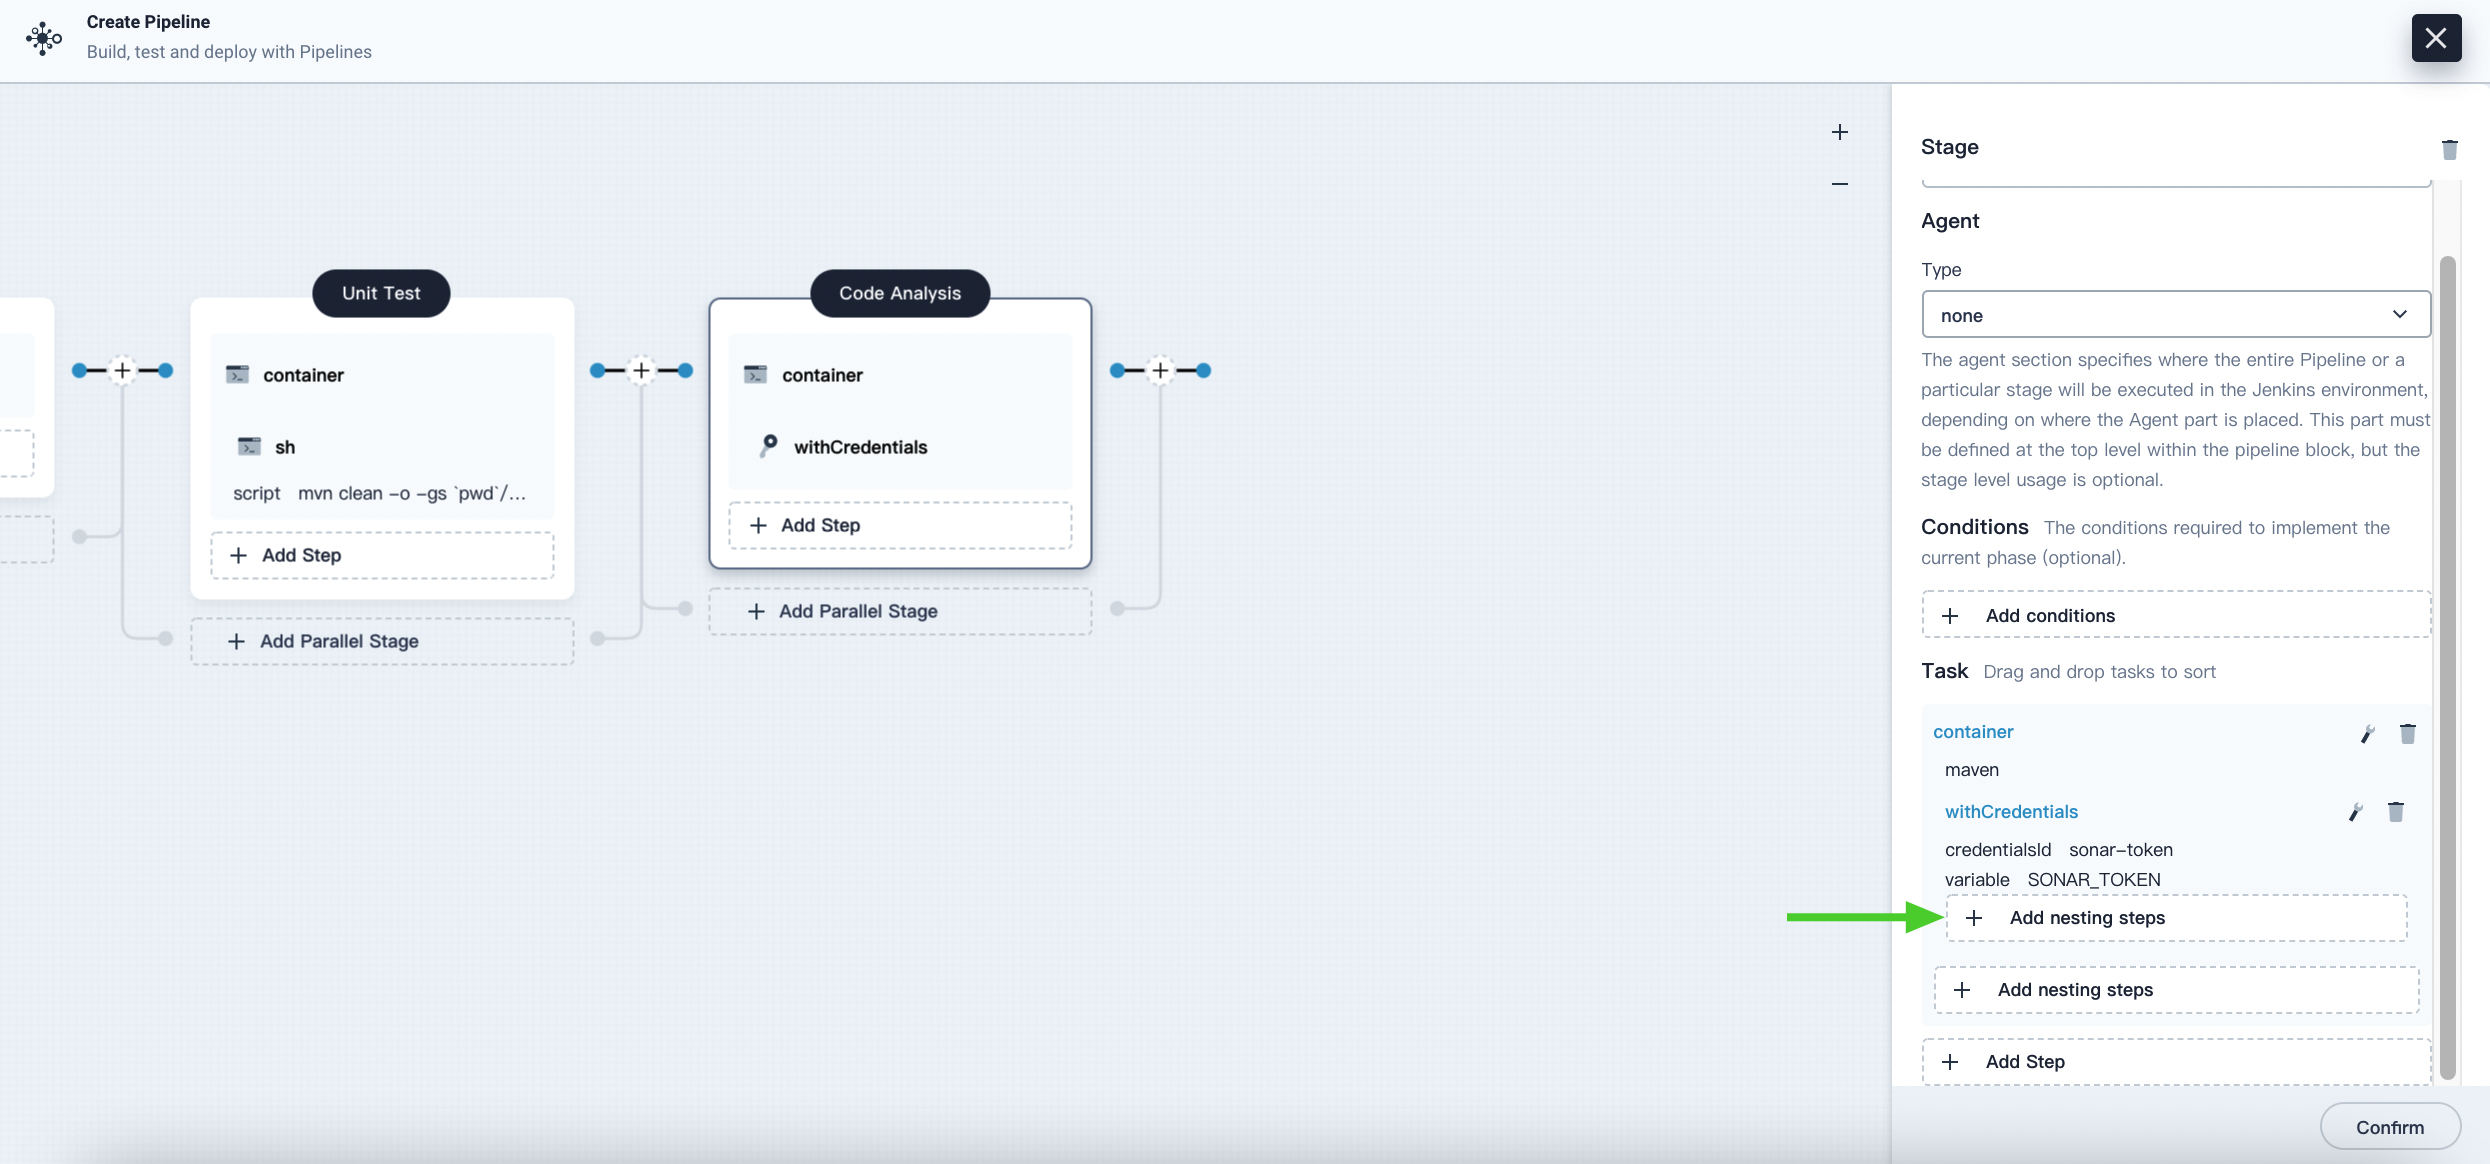 Create Pipeline
Build, test and deploy with Pipelines
Unit Test
container
sh
script mvn clean -o -gs `pwd`/...
Add Step
Add Parallel Stage
Code Analysis
container
withCredentials
Add Step
Add Parallel Stage
Stage
Agent
Type
none
The agent section specifies where the entire Pipeline or a
particular stage will be executed in the Jenkins environment,
depending on where the Agent part is placed. This part must
be defined at the top level within the pipeline block, but the
stage level usage is optional.
Conditions The conditions required to implement the
current phase (optional).
Add conditions
Task Drag and drop tasks to sort
container
maven
withCredentials
credentialsId sonar-token
variable SONAR_TOKEN
Add nesting steps
Add nesting steps
Add Step
Confirm